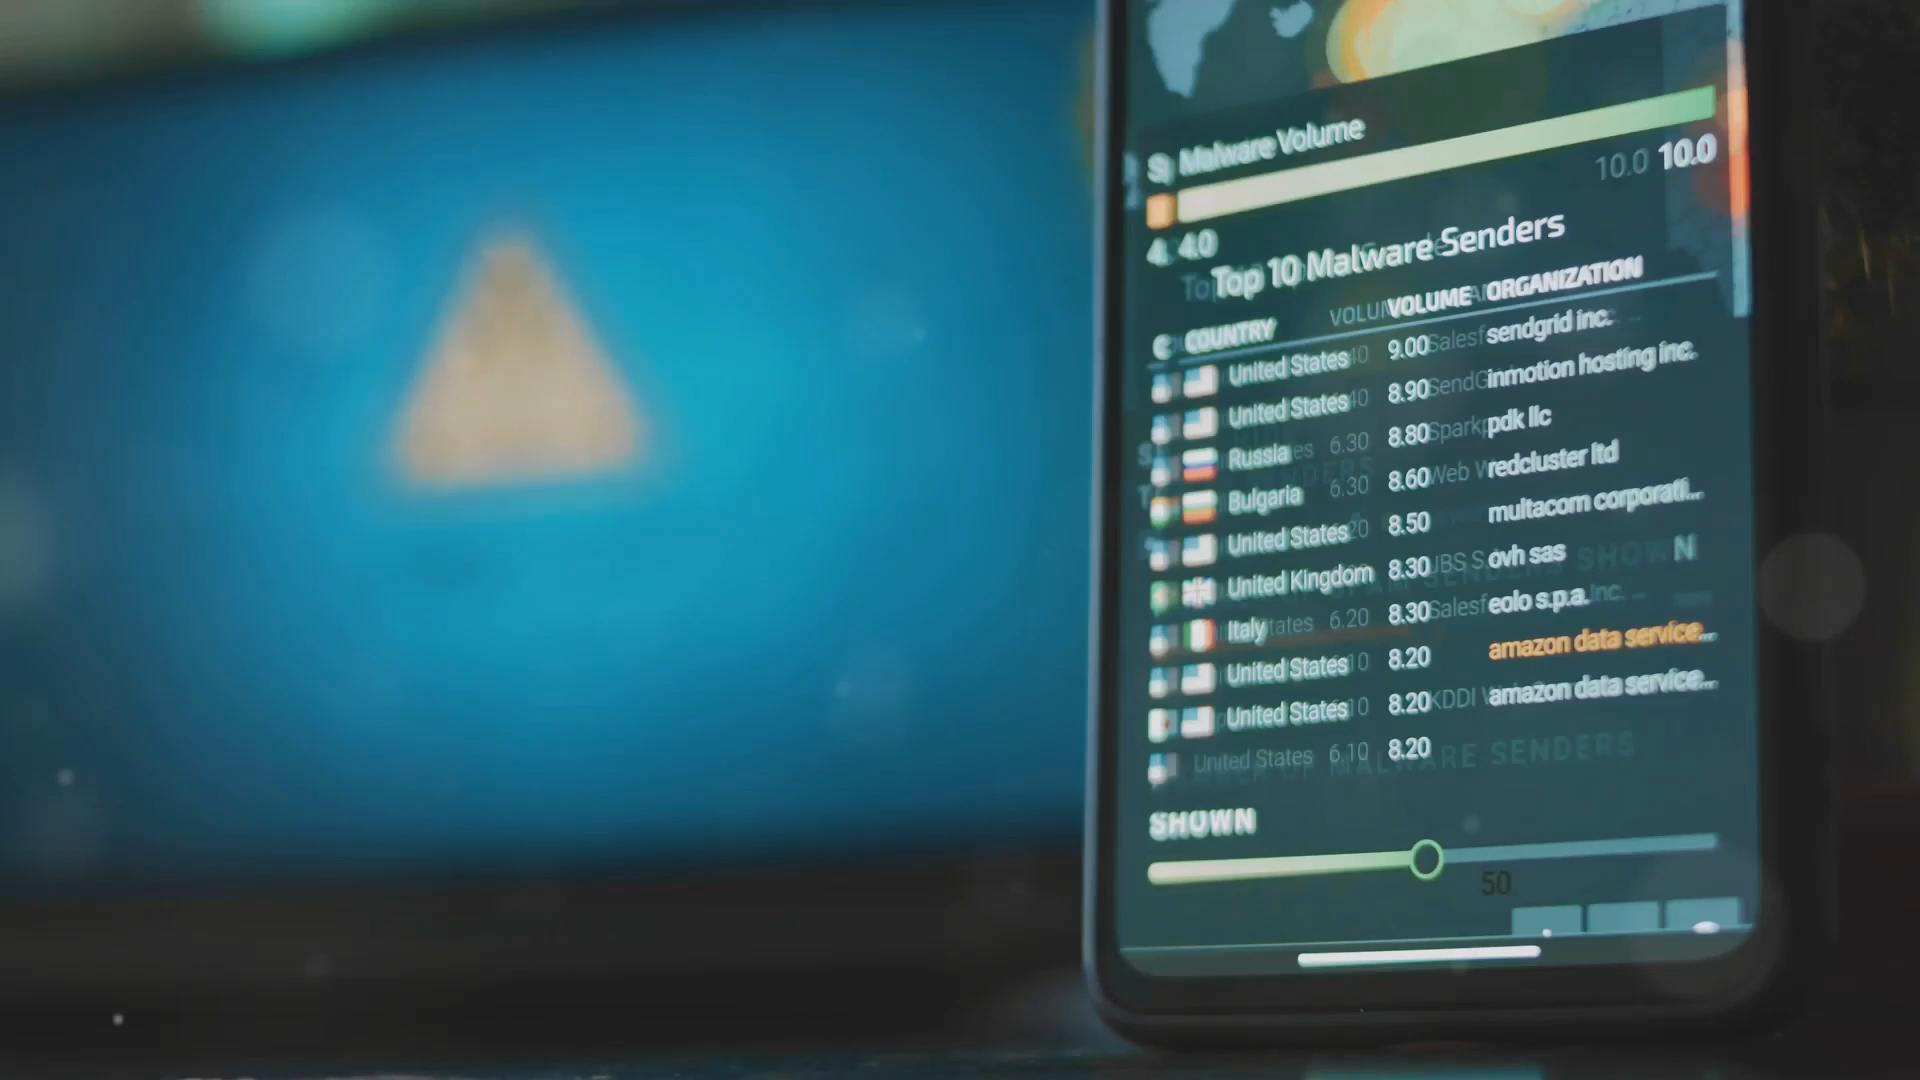 Malware Volume
10.0 10.0
4. 4.0
Top 10 Malware Senders
COUNTRY VOLUME ORGANIZATION
United States 9.00 sendgrid inc.
United States 8.90 inmotion hosting inc.
Russia 6.30 8.80 pdk llc
Bulgaria 6.30 8.60 redcluster ltd
United States 8.50 multacom corporati...
United Kingdom 8.30 ovh sas
Italy 6.20 8.30 eolo s.p.a.
United States 8.20 amazon data service...
United States 8.20 amazon data service...
United States 6.10 8.20
MALWARE SENDERS
SHOWN
50